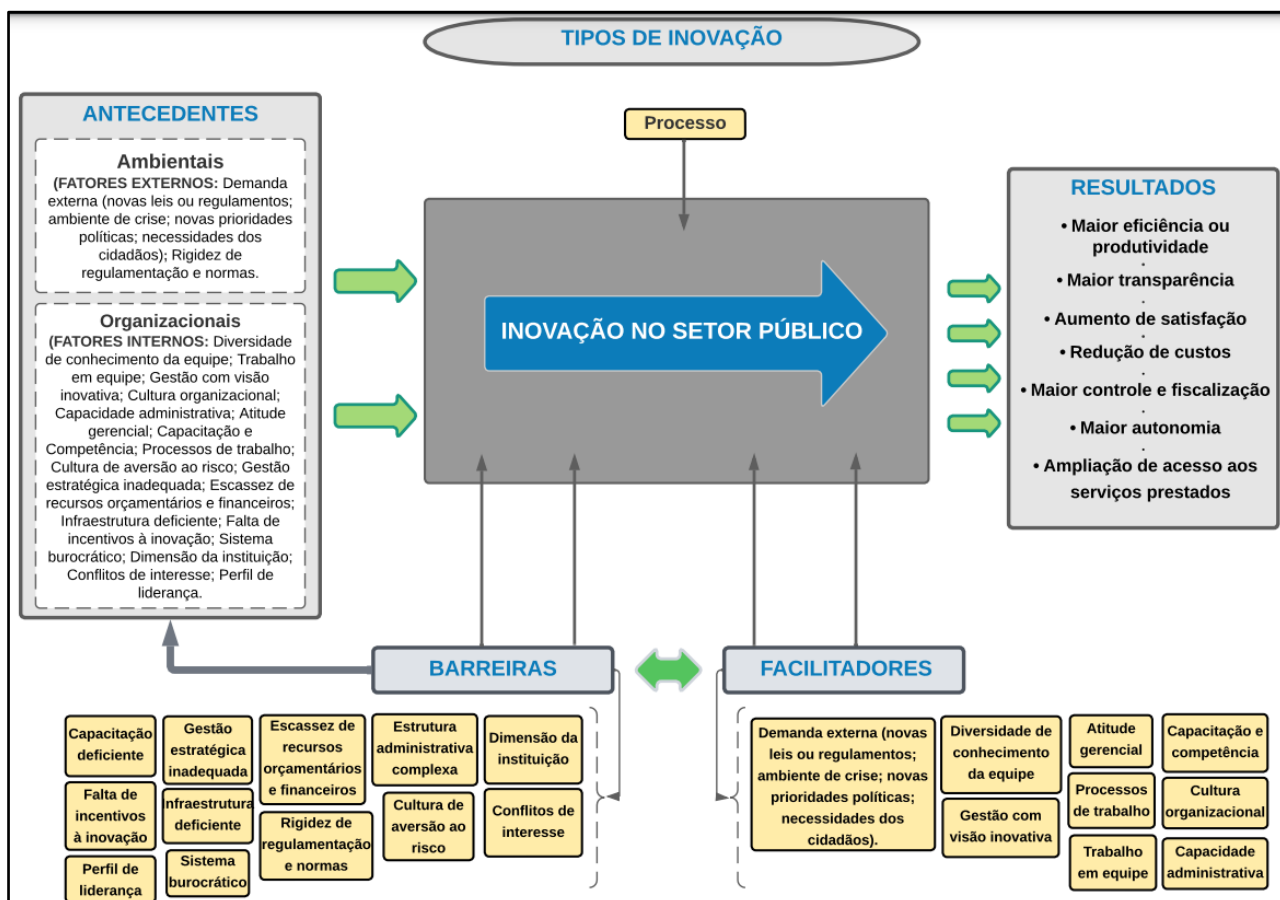 TIPOS DE INOVAÇÃO
ANTECEDENTES
Ambientais
(FATORES EXTERNOS: Demanda
externa (novas leis ou regulamentos;
ambiente de crise; novas prioridades
políticas; necessidades dos
cidadãos); Rigidez de
regulamentação e normas.
Organizacionais
(FATORES INTERNOS: Diversidade
de conhecimento da equipe; Trabalho
em equipe; Gestão com visão
inovativa; Cultura organizacional;
Capacidade administrativa; Atitude
gerencial; Capacitação e
Competência; Processos de trabalho;
Cultura de aversão ao risco; Gestão
estratégica inadequada; Escassez de
recursos orçamentários e financeiros;
Infraestrutura deficiente; Falta de
incentivos à inovação; Sistema
burocrático; Dimensão da instituição;
Conflitos de interesse; Perfil de
liderança.
Processo
INOVAÇÃO NO SETOR PÚBLICO
RESULTADOS
• Maior eficiência ou
produtividade
.
• Maior transparência
.
• Aumento de satisfação
.
• Redução de custos
.
• Maior controle e fiscalização
.
• Maior autonomia
.
• Ampliação de acesso aos
serviços prestados
BARREIRAS
Capacitação
deficiente
Gestão
estratégica
inadequada
Escassez de
recursos
orçamentários
e financeiros
Estrutura
administrativa
complexa
Dimensão da
instituição
Falta de
incentivos
à inovação
Infraestrutura
deficiente
Rigidez de
regulamentação
e normas
Cultura de
aversão ao
risco
Conflitos de
interesse
Perfil de
liderança
Sistema
burocrático
FACILITADORES
Demanda externa (novas
leis ou regulamentos;
ambiente de crise; novas
prioridades políticas;
necessidades dos
cidadãos).
Diversidade de
conhecimento
da equipe
Atitude
gerencial
Capacitação e
competência
Gestão com
visão inovativa
Processos
de trabalho
Cultura
organizacional
Trabalho
em equipe
Capacidade
administrativa